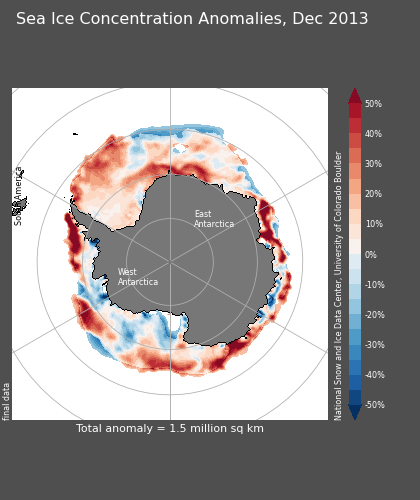 Sea Ice Concentration Anomalies, Dec 2013
South America
East
Antarctica
West
Antarctica
50%
40%
30%
20%
10%
0%
-10%
-20%
-30%
-40%
-50%
National Snow and Ice Data Center, University of Colorado Boulder
final data
Total anomaly = 1.5 million sq km